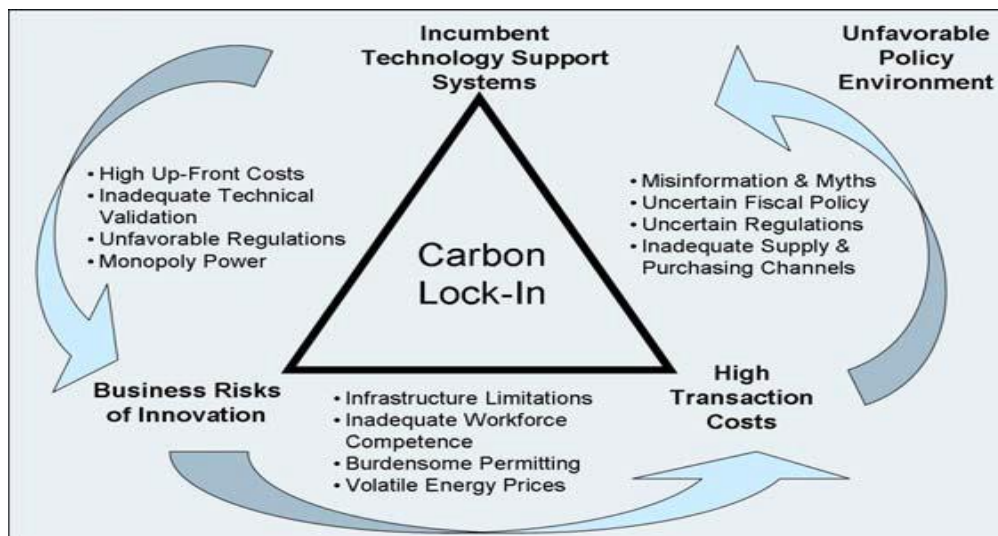 Incumbent
Technology Support
Systems
Unfavorable
Policy
Environment
• High Up-Front Costs
• Inadequate Technical
Validation
• Unfavorable Regulations
• Monopoly Power
• Misinformation & Myths
• Uncertain Fiscal Policy
• Uncertain Regulations
• Inadequate Supply &
Purchasing Channels
Carbon
Lock-In
Business Risks
of Innovation
• Infrastructure Limitations
• Inadequate Workforce
Competence
• Burdensome Permitting
• Volatile Energy Prices
High
Transaction
Costs